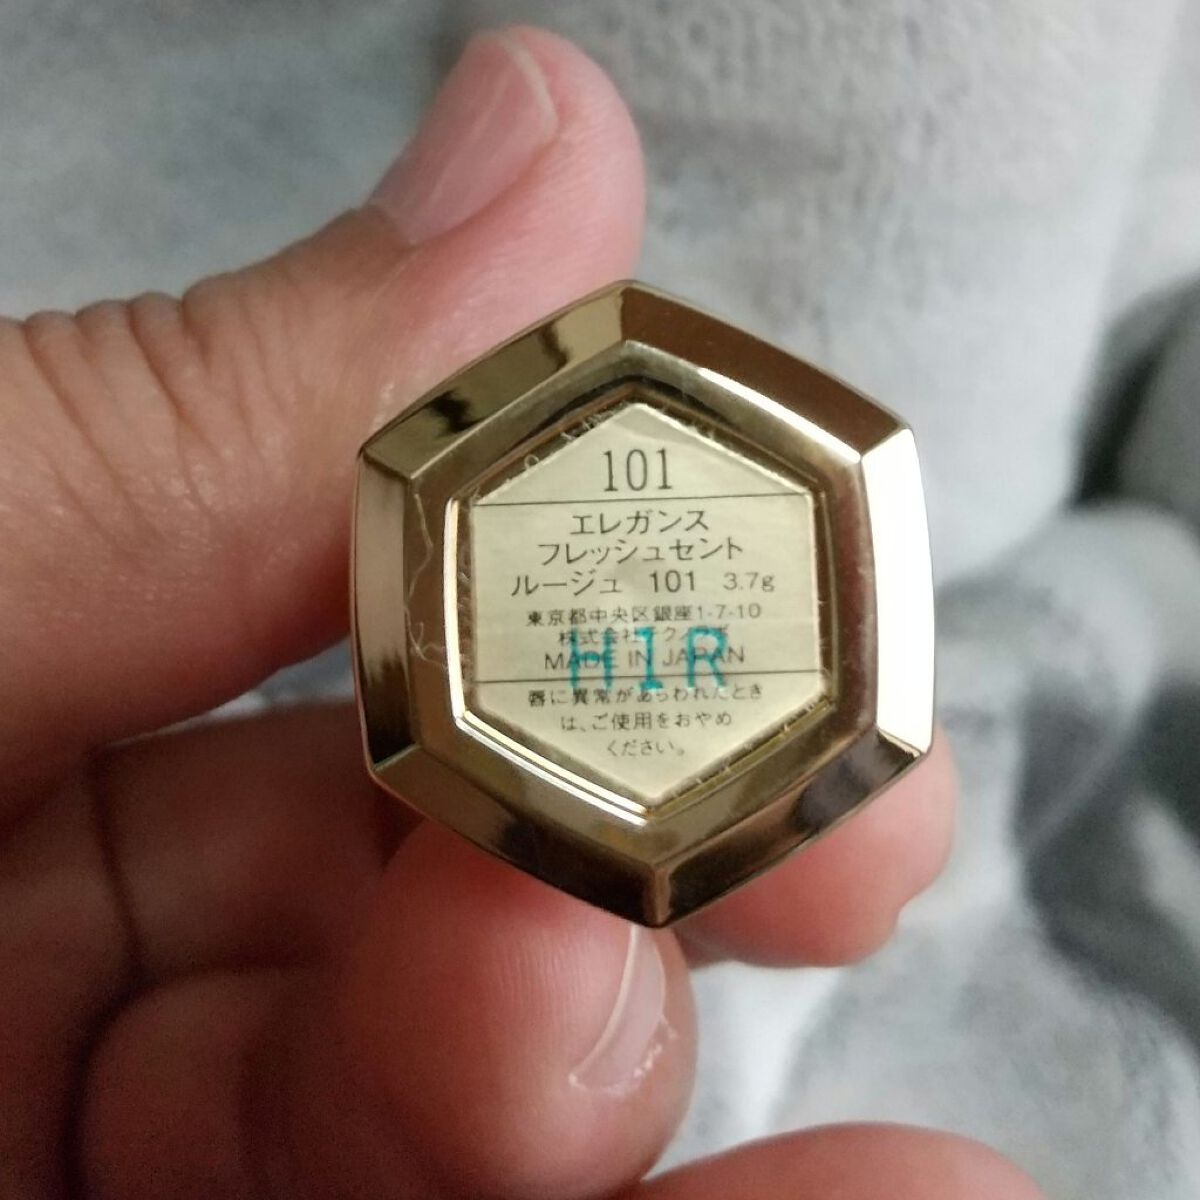 101
エレガンス
フレッシュセント
ルージュ 101 3.7g
東京都中央区銀座1-7-10
株式会社
MADE IN JAPAN
H1R
唇に異常があらわれたとき
は、ご使用をおやめ
ください。